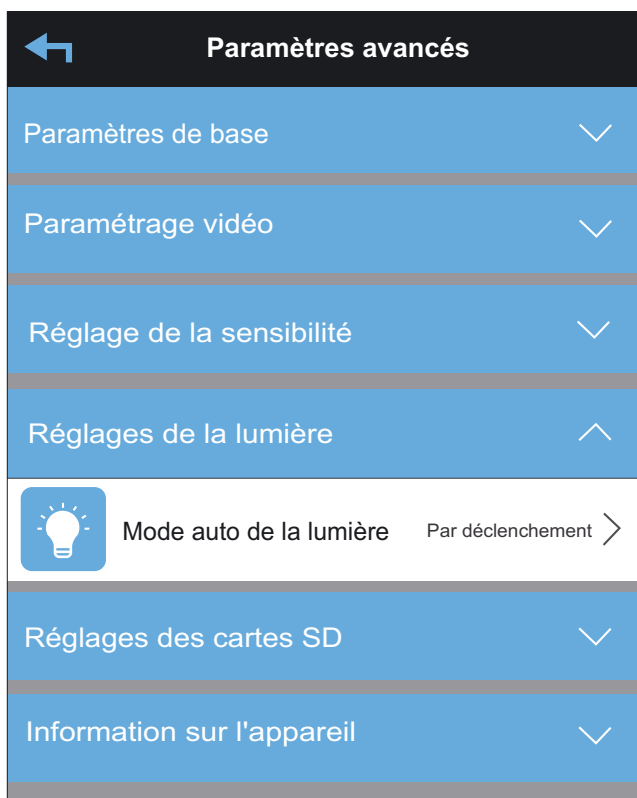 Paramètres avancés
Paramètres de base
Paramétrage vidéo
Réglage de la sensibilité
Réglages de la lumière
Mode auto de la lumière Par déclenchement
Réglages des cartes SD
Information sur l'appareil